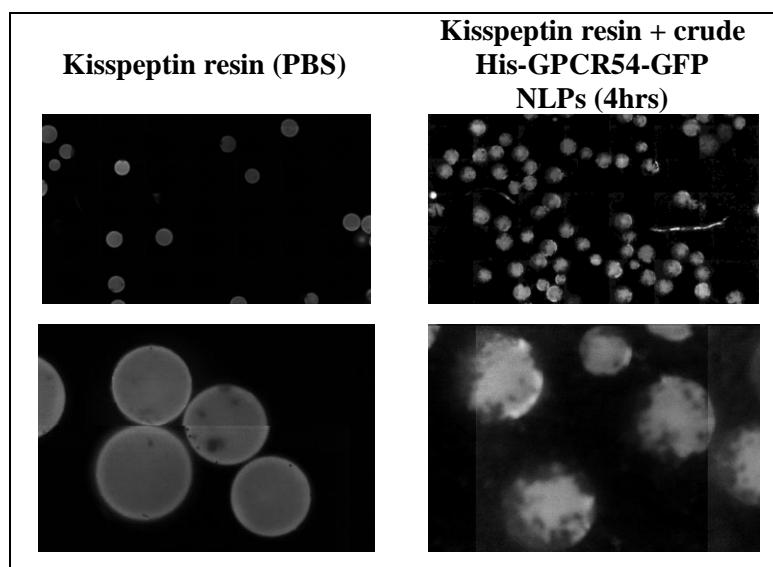 Kisspeptin resin (PBS)
Kisspeptin resin + crude
His-GPCR54-GFP
NLPs (4hrs)